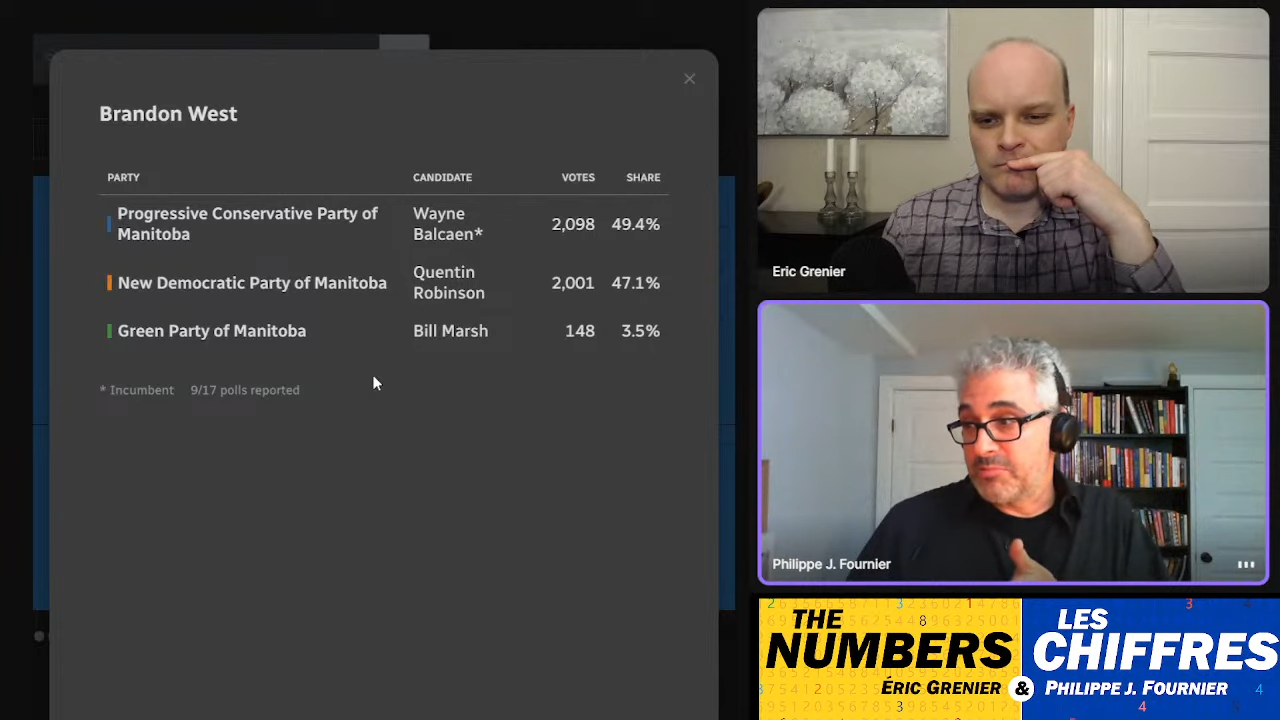 Brandon West
PARTY CANDIDATE VOTES SHARE
Progressive Conservative Party of
Manitoba
Wayne
Balcaen*
2,098 49.4%
New Democratic Party of Manitoba
Quentin
Robinson
2,001 47.1%
Green Party of Manitoba Bill Marsh 148 3.5%
* Incumbent 9/17 polls reported
Eric Grenier
Philippe J. Fournier
THE
NUMBERS
ÉRIC GRENIER
&
LES
CHIFFRES
PHILIPPE J. FOURNIER